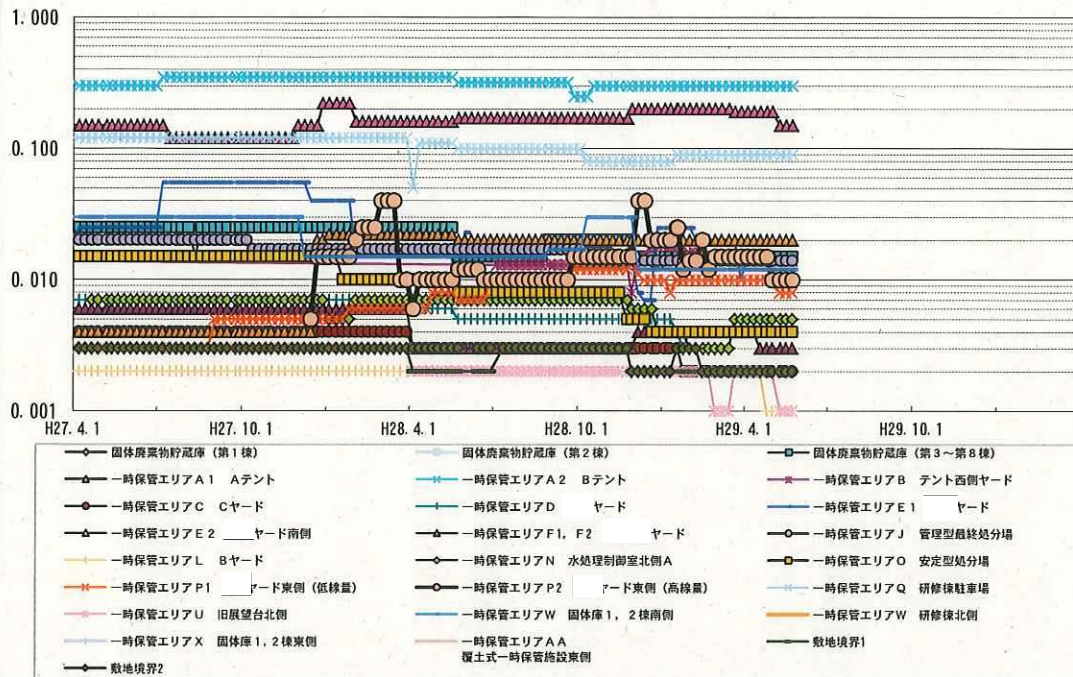 1.000
0.100
0.010
0.001
H27.4.1 H27.10.1 H28.4.1 H28.10.1 H29.4.1 H29.10.1
固体廃棄物貯蔵庫(第1棟) 固体廃棄物貯蔵庫(第2棟) 固体廃棄物貯蔵庫(第3~第8棟)
一時保管エリアA1 Aテント 一時保管エリアA2 Bテント 一時保管エリアB テント西側ヤード
一時保管エリアC Cヤード 一時保管エリアD ヤード 一時保管エリアE1 ヤード
一時保管エリアE2 ヤード南側 一時保管エリアF1,F2 ヤード 一時保管エリアJ 管理型最終処分場
一時保管エリアL Bヤード 一時保管エリアN 水処理制御室北側A 一時保管エリアO 安定型処分場
一時保管エリアP1 ヤード東側(低線量) 一時保管エリアP2 ヤード東側(高線量) 一時保管エリアQ 研修棟駐車場
一時保管エリアU 旧展望台北側 一時保管エリアW 固体庫1,2棟南側 一時保管エリアW 研修棟北側
一時保管エリアX 固体庫1,2棟東側 一時保管エリアAA 敷地境界1
覆土式一時保管施設東側
敷地境界2